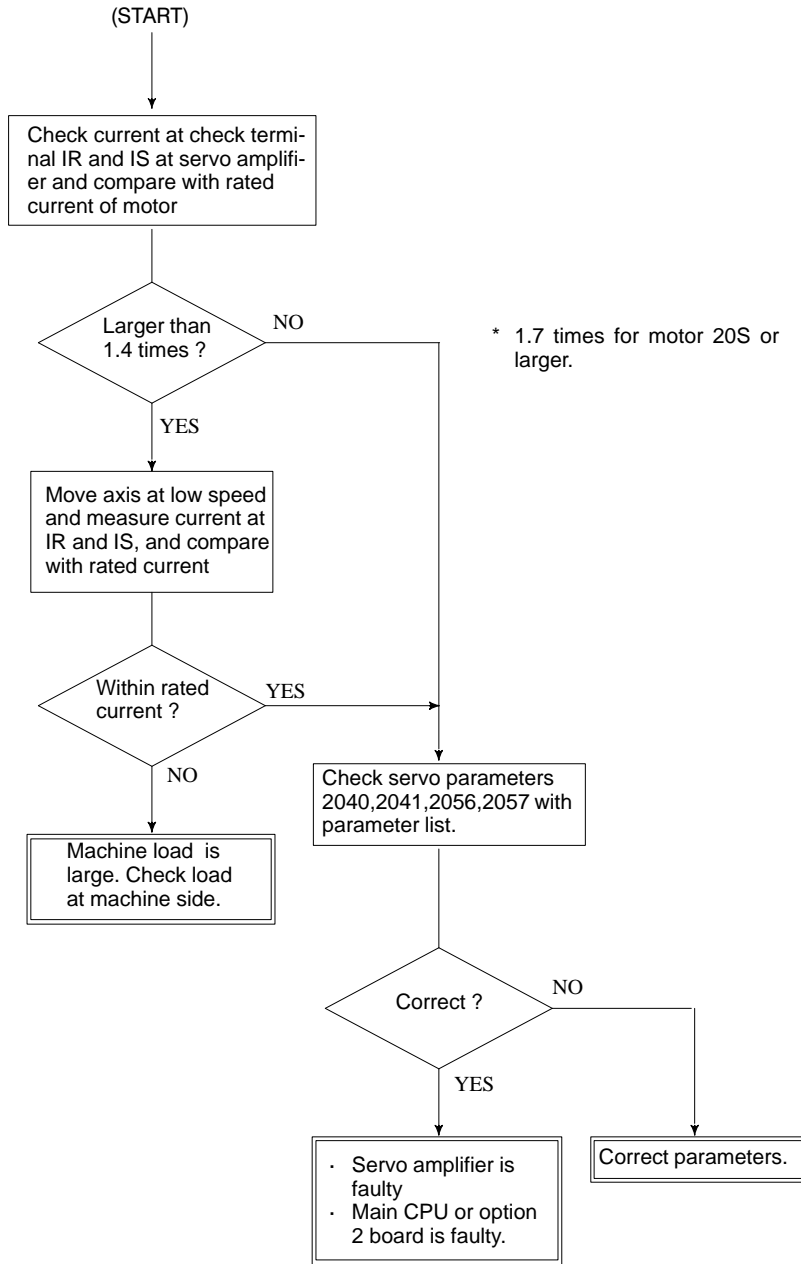 (START)
Check current at check termi-
nal IR and IS at servo amplifi-
er and compare with rated
current of motor
Larger than
1.4 times ?
NO
* 1.7 times for motor 20S or
larger.
YES
Move axis at low speed
and measure current at
IR and IS, and compare
with rated current
Within rated
current ?
YES
NO
Machine load is
large. Check load
at machine side.
Check servo parameters
2040,2041,2056,2057 with
parameter list.
Correct ?
NO
YES
· Servo amplifier is
faulty
· Main CPU or option
2 board is faulty.
Correct parameters.